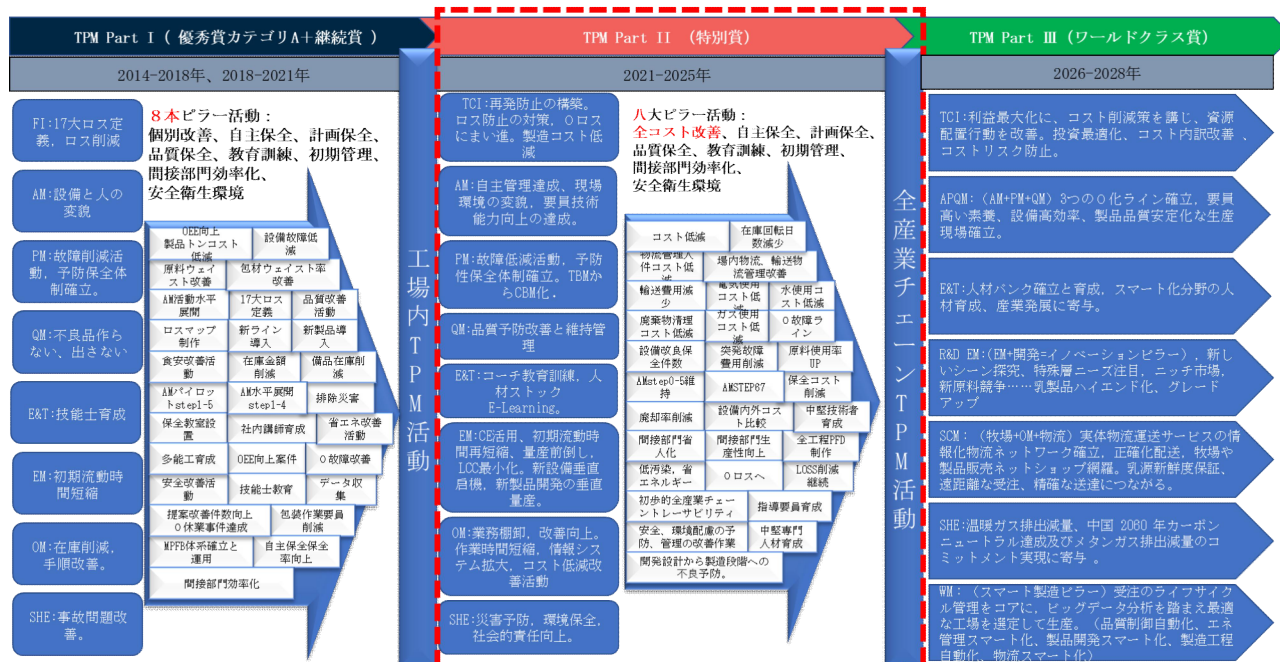 TPM Part I ( 優秀賞カテゴリA＋継続賞 )
TPM Part II （特別賞）
TPM Part Ⅲ（ワールドクラス賞）
2014-2018年、2018-2021年
2021-2025年
2026-2028年
FI:17大ロス定
義，ロス削減
AM:設備と人の
変貌
PM:故障削減活
動，予防保全体
制確立。
QM:不良品作ら
ない、出さない
E&T:技能士育成
EM:初期流動時
間短縮
OM:在庫削減，
手順改善。
SHE:事故問題改
善。
８本ピラー活動：
個別改善、自主保全、計画保全、
品質保全、教育訓練、初期管理、
間接部門効率化、
安全衛生環境
OEE向上
製品トンコスト
低減
設備故障低
減
原料ウェイ
スト改善
包材ウェイスト率
改善
AM活動水平
展開
17大ロス
定義
品質改善
活動
ロスマップ
制作
新ライン
導入
新製品導
入
食安改善活
動
在庫金額
削減
備品在庫削
減
AMパイロッ
トstep1-5
AM水平展開
step1-4
排除災害
保全教室設
置
社内講師育成
省エネ改善
活動
多能工育成
OEE向上案件
０故障改善
安全改善活
動
技能士教育
データ収
集
提案改善件数向上
０休業事件達成
包装作業要員
削減
MPFB体系確立と
運用
自主保全保全
率向上
間接部門効率化
工場内TPM活動
TCI:再発防止の構築。
ロス防止の対策，０ロス
にまい進。製造コスト低
減
AM:自主管理達成、現場
環境の変貌，要員技術
能力向上の達成。
PM:故障低減活動，予防
性保全体制確立。TBMか
らCBM化．
QM:品質予防改善と維持管
理
E&T:コーチ教育訓練，人
材ストック
E-Learning。
EM:CE活用、初期流動時
間再短縮、量産前倒し，
LCC最小化。新設備垂直
启機，新製品開発の垂直
量産。
OM:業務棚卸，改善向上。
作業時間短縮，情報シス
テム拡大，コスト低減改
善活動
SHE:災害予防，環境保全，
社会的責任向上。
八大ピラー活動：
全コスト改善、自主保全、計画保全、
品質保全、教育訓練、初期管理、
間接部門効率化、
安全衛生環境
コスト低減
在庫回転日
数減少
物流管理人
件コスト低
減
場内物流、輸送物
流管理改善
輸送費用減
少
電気使用
コスト低
減
水使用コ
スト低減
廃棄物清理
コスト低減
ガス使用
コスト低
減
０故障ラ
イン
設備改良保
全件数
突発故障
費用削減
原料使用率
UP
AMstep0-5維
持
AMSTEP67
保全コスト
削減
廃却率削減
設備内外コス
ト比較
中堅技術者
育成
間接部門省
人化
間接部門生
産性向上
全工程PFD
制作
低汚染，省
エネルギー
０ロスへ
LOSS削減
継続
初歩的全産業チェー
ントレーサビリティ
指導要員育成
安全、環境配慮の予
防、管理の改善作業
中堅専門
人材育成
開発設計から製造段階への
不良予防。
全産業チェーンTPM活動
TCI:利益最大化に、コスト削減策を講じ，資源
配置行動を改善。投資最適化、コスト内訳改善、
コストリスク防止。
APQM:（AM+PM+QM）3つの０化ライン確立，要員
高い素養、設備高効率、製品品質安定化な生産
現場確立。
E&T:人材バンク確立と育成，スマート化分野の人
材育成、産業発展に寄与。
R&D EM:(EM+開発=イノベーションピラー），新し
いシーン探究、特殊層ニーズ注目，ニッチ市場，
新原料競争……乳製品ハイエンド化、グレード
アップ
SCM：（牧場+OM+物流）実体物流運送サービスの情
報化物流ネットワーク確立，正確化配送，牧場や
製品販売ネットショップ網羅。乳源新鮮度保証、
遠距離な受注、精確な送達につながる。
SHE:温暖ガス排出減量、中国 2060 年カーボン
ニュートラル達成及びメタンガス排出減量のコ
ミットメント実現に寄与 。
WM：（スマート製造ピラー）受注のライフサイク
ル管理をコアに，ビッグデータ分析を踏まえ最適
な工場を選定して生産。（品質制御自動化、エネ
管理スマート化、製品開発スマート化、製造工程
自動化、物流スマート化）